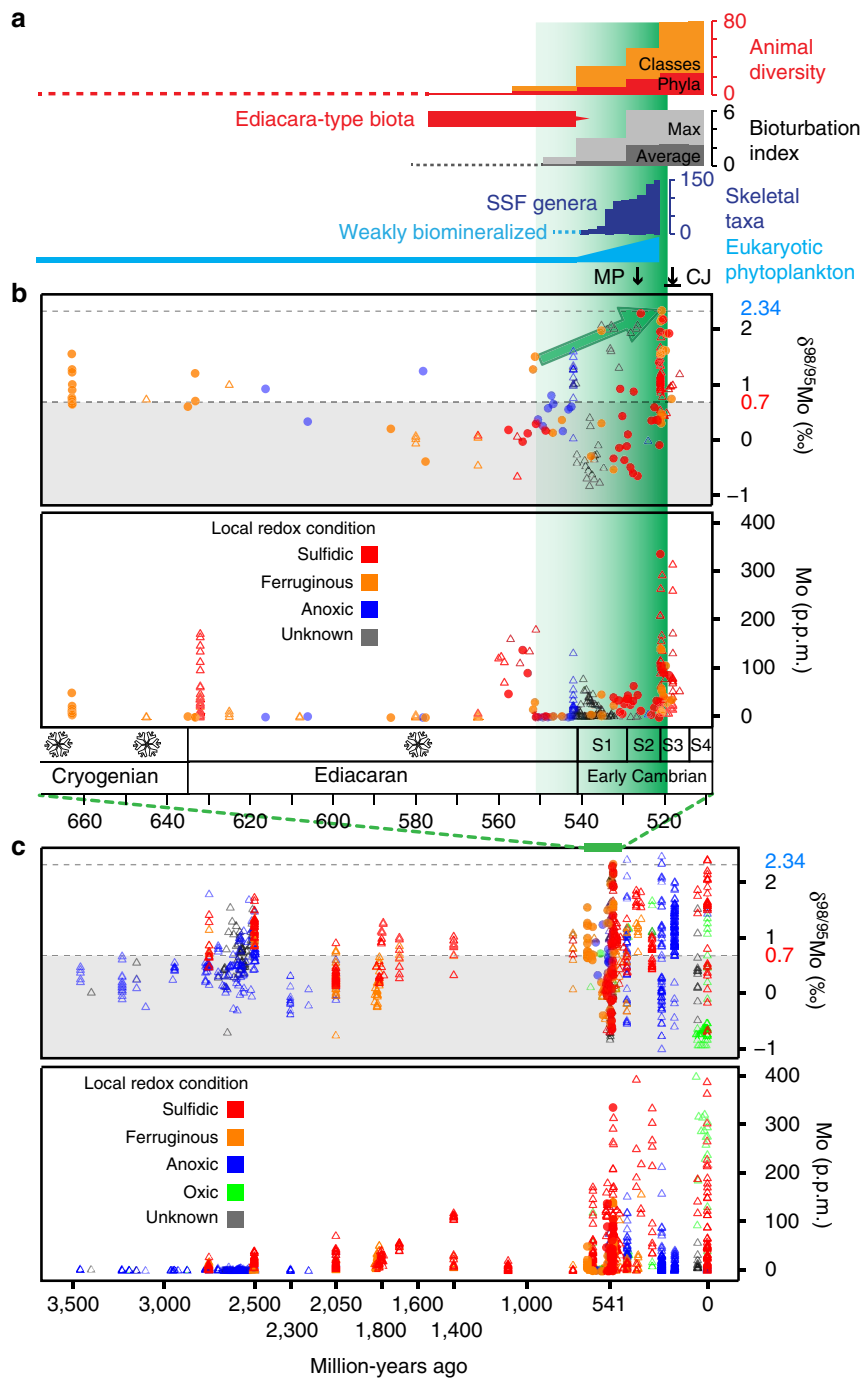 a
80
Classes
Animal
diversity
Phyla
0
6
Ediacara-type biota
Max
Bioturbation
index
Average
0
150
SSF genera
Skeletal
taxa
Weakly biomineralized
0
Eukaryotic
phytoplankton
MP
CJ
b
2.34
2
1
0.7
0
−1
δ98/95Mo (‰)
Local redox condition
Sulfidic
Ferruginous
Anoxic
Unknown
400
300
200
100
0
Mo (p.p.m.)
S1
S2
S3
S4
Cryogenian
Ediacaran
Early Cambrian
660
640
620
600
580
560
540
520
c
2.34
2
1
0.7
0
−1
δ98/95Mo (‰)
Local redox condition
Sulfidic
Ferruginous
Anoxic
Oxic
Unknown
400
300
200
100
0
Mo (p.p.m.)
3,500
3,000
2,500
2,050
1,600
1,000
541
0
2,300
1,800
1,400
Million-years ago